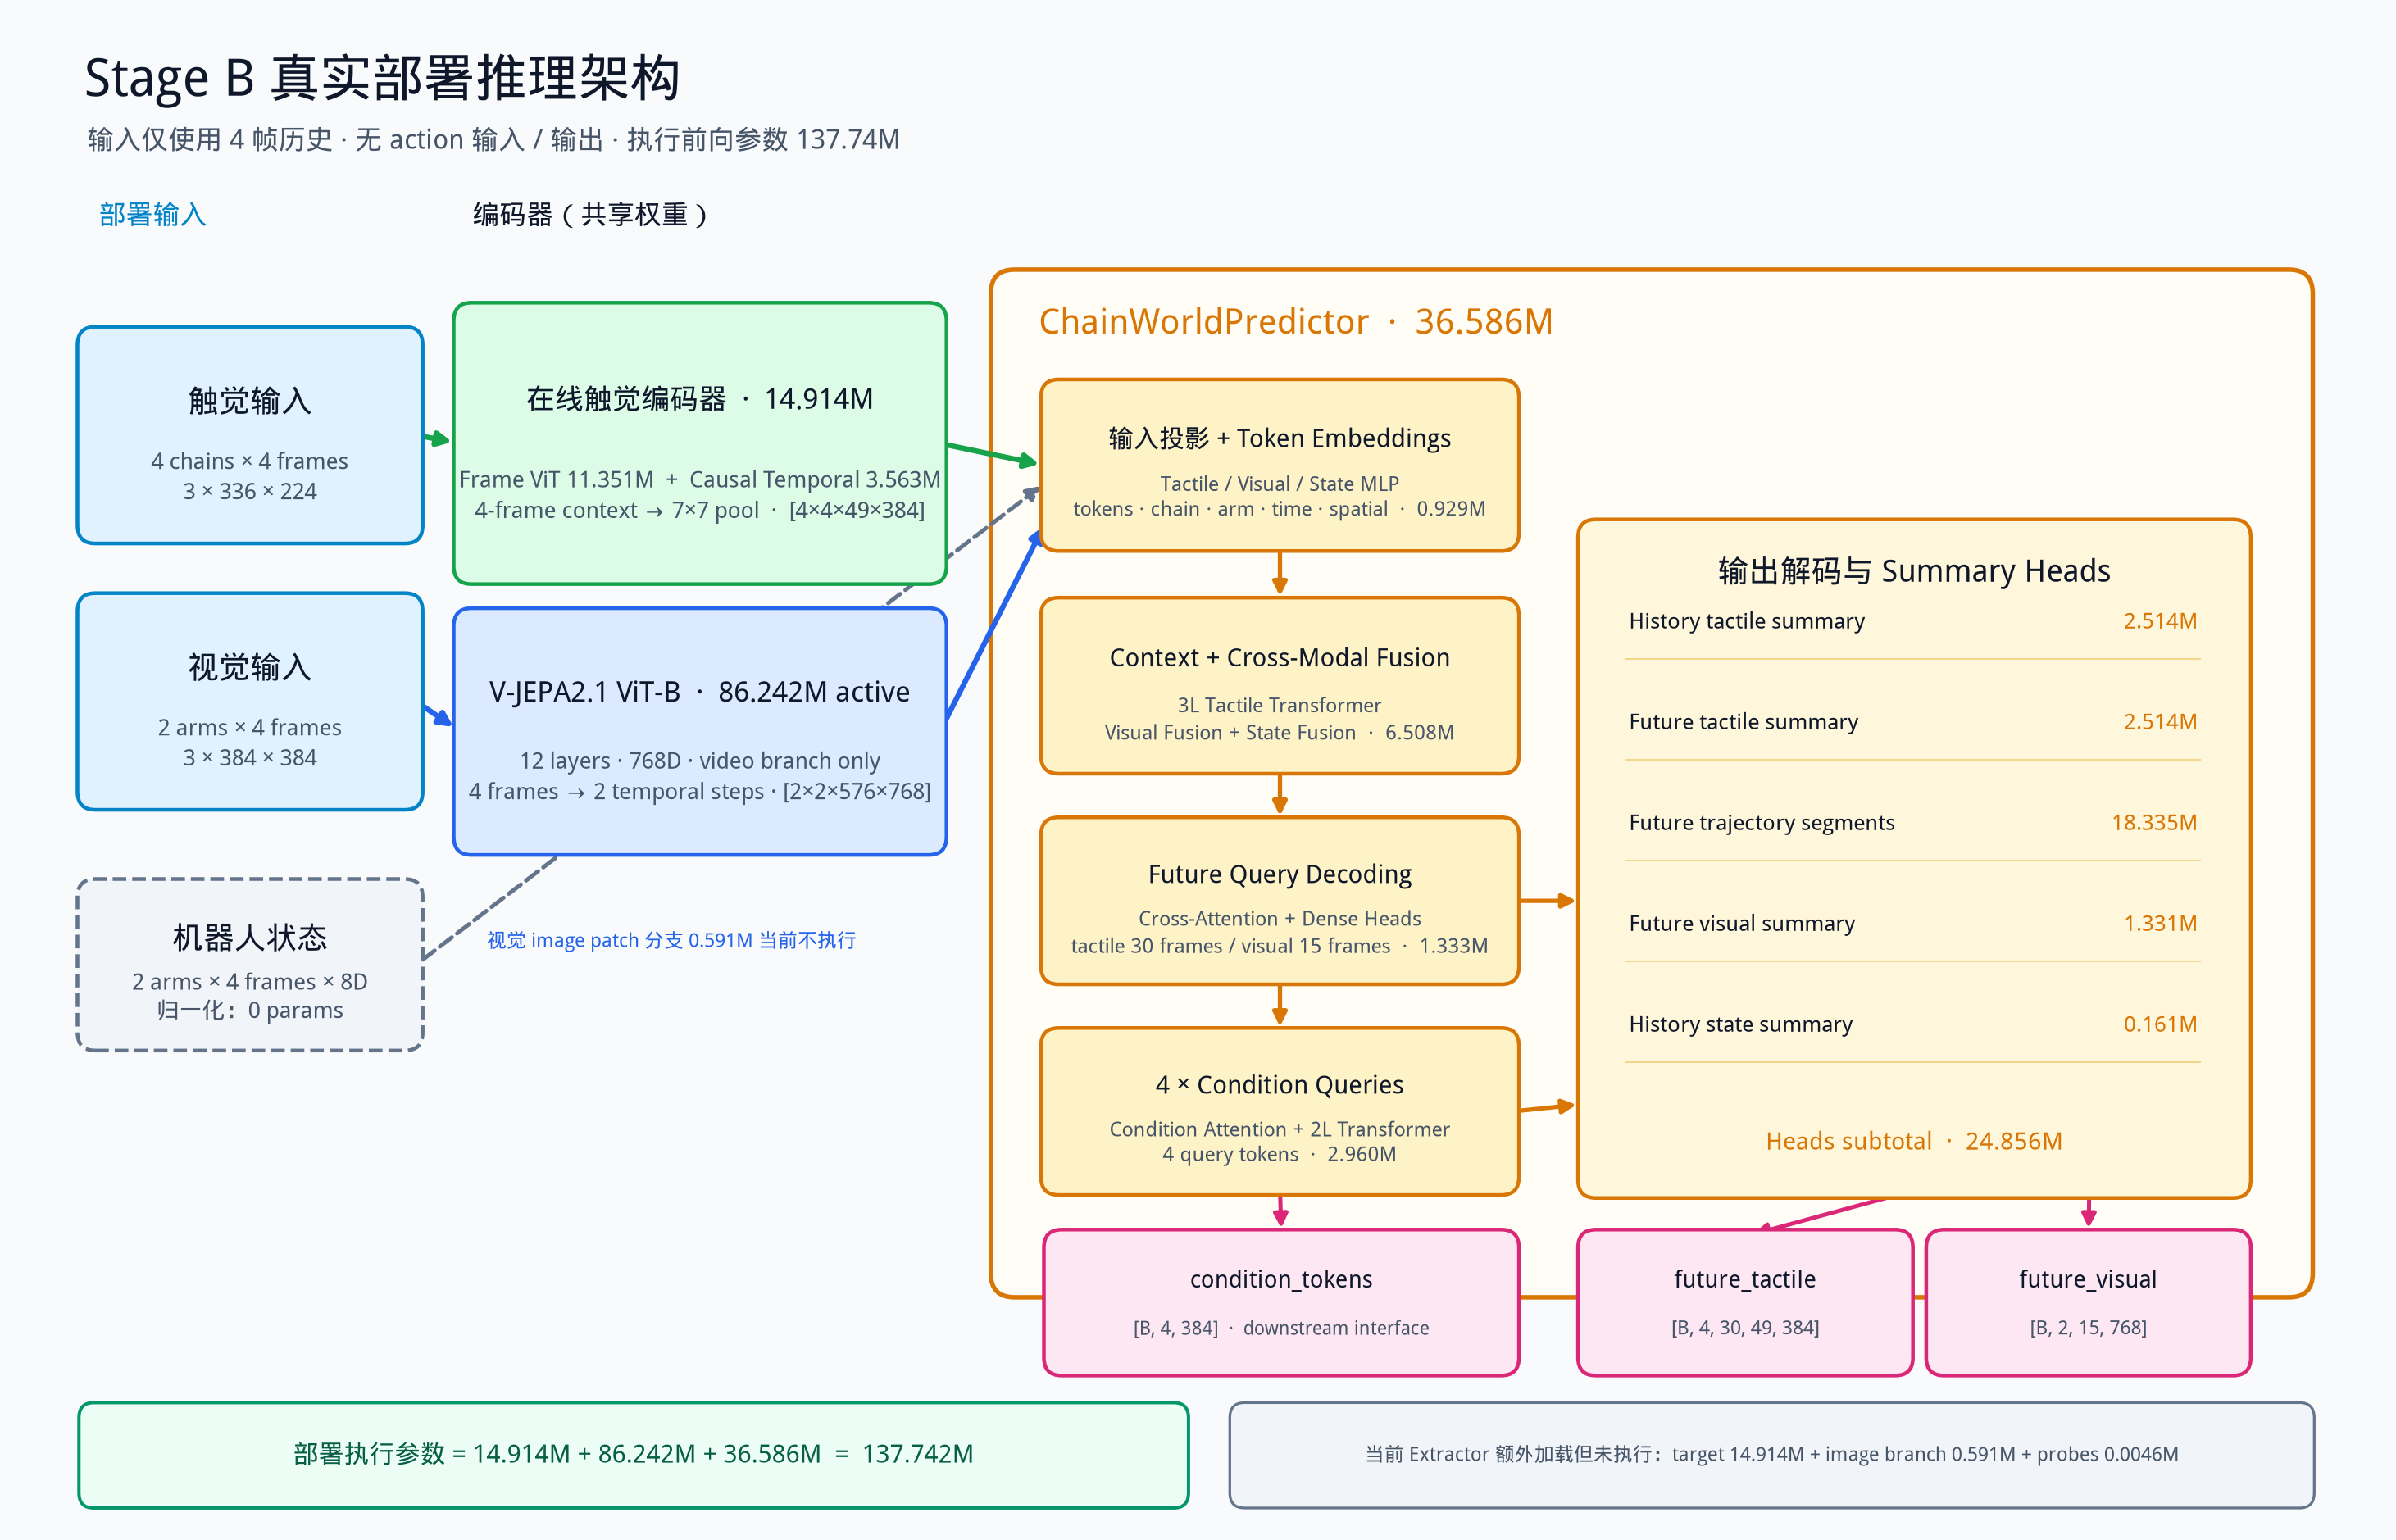 Stage B 真实部署推理架构
输入仅使用 4 帧历史 · 无 action 输入 / 输出 · 执行前向参数 137.74M
部署输入
编码器（共享权重）
触觉输入
4 chains × 4 frames
3 × 336 × 224
视觉输入
2 arms × 4 frames
3 × 384 × 384
机器人状态
2 arms × 4 frames × 8D
归一化：0 params
在线触觉编码器 · 14.914M
Frame ViT 11.351M + Causal Temporal 3.563M
4-frame context → 7×7 pool · [4×4×49×384]
V-JEPA2.1 ViT-B · 86.242M active
12 layers · 768D · video branch only
4 frames → 2 temporal steps · [2×2×576×768]
视觉 image patch 分支 0.591M 当前不执行
ChainWorldPredictor · 36.586M
输入投影 + Token Embeddings
Tactile / Visual / State MLP
tokens · chain · arm · time · spatial · 0.929M
Context + Cross-Modal Fusion
3L Tactile Transformer
Visual Fusion + State Fusion · 6.508M
Future Query Decoding
Cross-Attention + Dense Heads
tactile 30 frames / visual 15 frames · 1.333M
4 × Condition Queries
Condition Attention + 2L Transformer
4 query tokens · 2.960M
输出解码与 Summary Heads
History tactile summary 2.514M
Future tactile summary 2.514M
Future trajectory segments 18.335M
Future visual summary 1.331M
History state summary 0.161M
Heads subtotal · 24.856M
condition_tokens
[B, 4, 384] · downstream interface
future_tactile
[B, 4, 30, 49, 384]
future_visual
[B, 2, 15, 768]
部署执行参数 = 14.914M + 86.242M + 36.586M = 137.742M
当前 Extractor 额外加载但未执行：target 14.914M + image branch 0.591M + probes 0.0046M